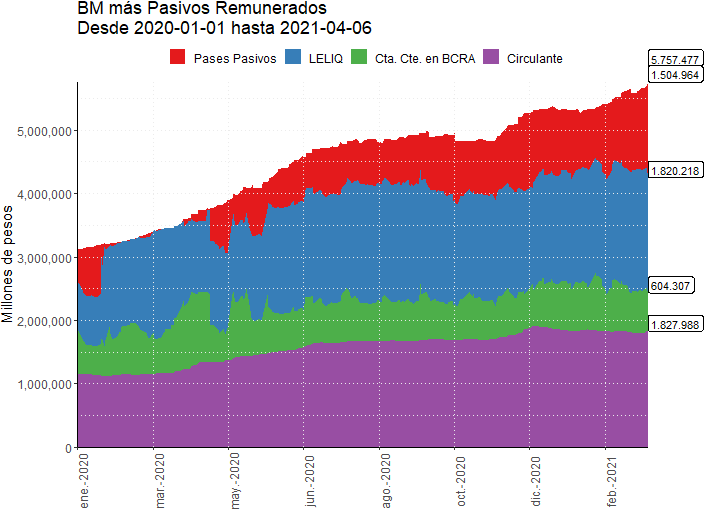 BM más Pasivos Remunerados
Desde 2020-01-01 hasta 2021-04-06
Pases Pasivos
LELIQ
Cta. Cte. en BCRA
Circulante
5.757.477
1.504.964
1.820.218
604.307
1.827.988
Millones de pesos
5,000,000
4,000,000
3,000,000
2,000,000
1,000,000
0
ene.-2020
mar.-2020
may.-2020
jun.-2020
ago.-2020
oct.-2020
dic.-2020
feb.-2021